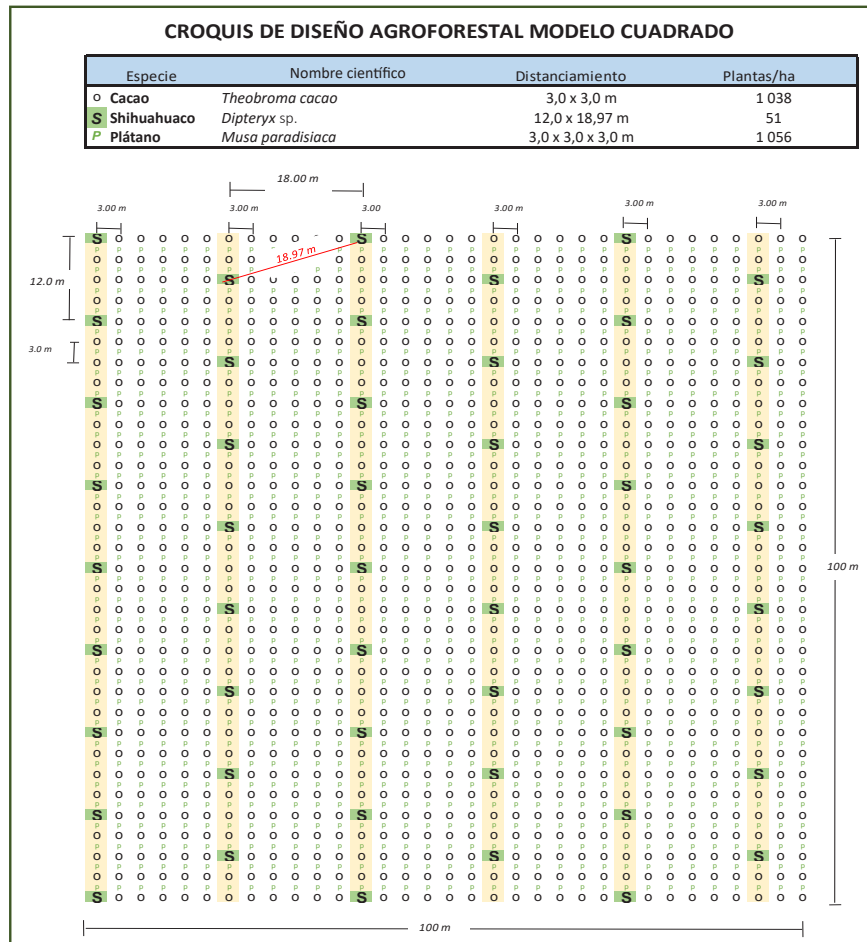 CROQUIS DE DISEÑO AGROFORESTAL MODELO CUADRADO
Especie Nombre científico Distanciamiento Plantas/ha
o Cacao Theobroma cacao 3,0 x 3,0 m 1 038
S Shihuahuaco Dipteryx sp. 12,0 x 18,97 m 51
P Plátano Musa paradisiaca 3,0 x 3,0 x 3,0 m 1 056
18.00 m
3.00 m 3.00 m 3.00 3.00 m 3.00 m 3.00 m
18.97 m
12.0 m
3.0 m
100 m
100 m